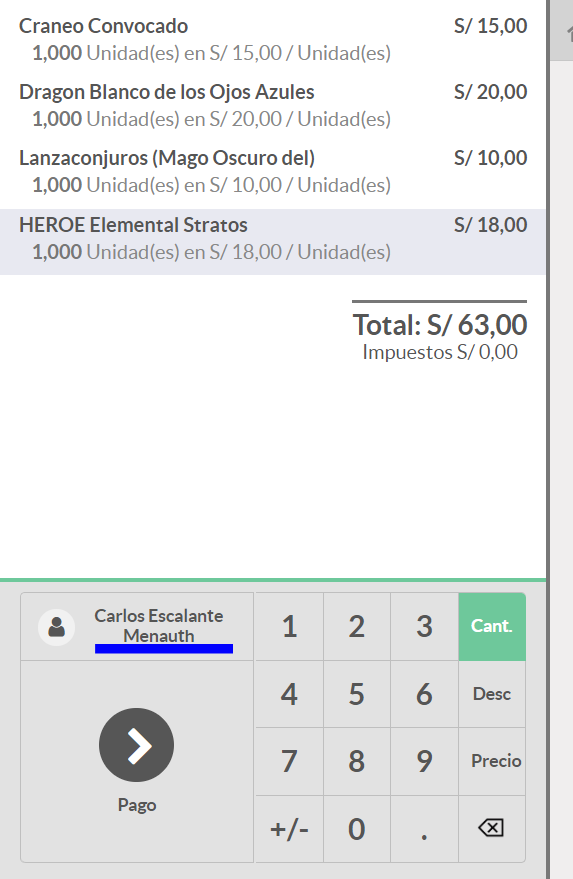 Craneo Convocado S/ 15,00
1,000 Unidad(es) en S/ 15,00 / Unidad(es)
Dragon Blanco de los Ojos Azules S/ 20,00
1,000 Unidad(es) en S/ 20,00 / Unidad(es)
Lanzaconjuros (Mago Oscuro del) S/ 10,00
1,000 Unidad(es) en S/ 10,00 / Unidad(es)
HEROE Elemental Stratos S/ 18,00
1,000 Unidad(es) en S/ 18,00 / Unidad(es)
Total: S/ 63,00
Impuestos S/ 0,00
Carlos Escalante
Menauth
1 2 3 Cant.
4 5 6 Desc
7 8 9 Precio
Pago
+/- 0 .